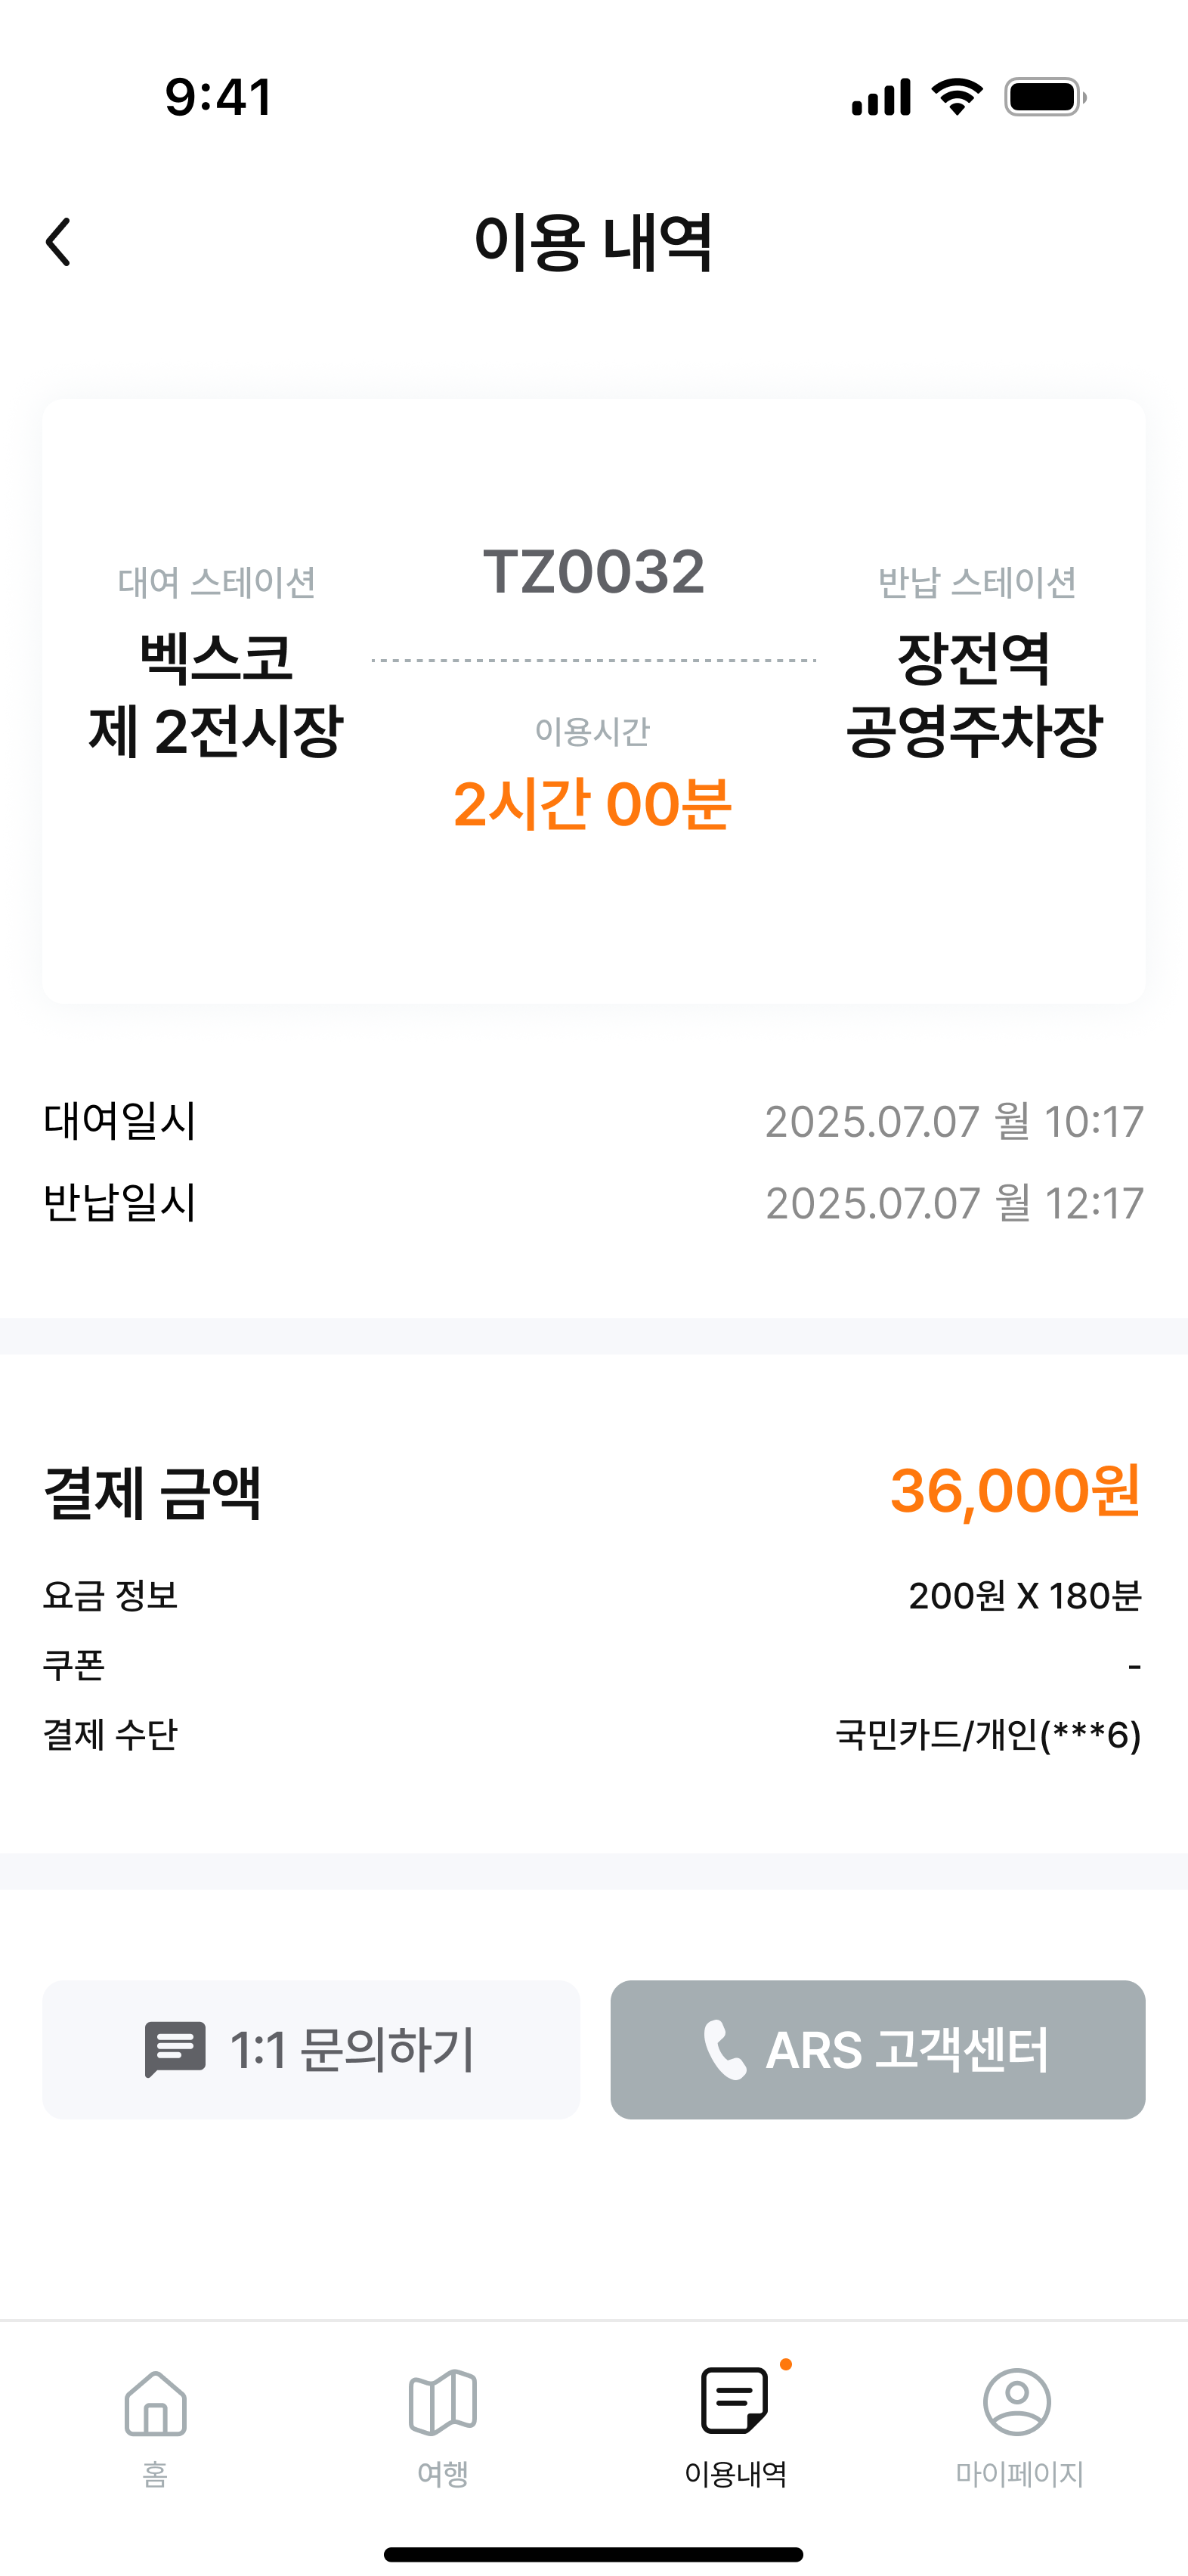 9:41
이용 내역
대여 스테이션
벡스코
제 2전시장
TZ0032
이용시간
2시간 00분
반납 스테이션
장전역
공영주차장
대여일시
2025.07.07 월 10:17
반납일시
2025.07.07 월 12:17
결제 금액
36,000원
요금 정보
200원 X 180분
쿠폰
-
결제 수단
국민카드/개인(***6)
1:1 문의하기
ARS 고객센터
홈
여행
이용내역
마이페이지